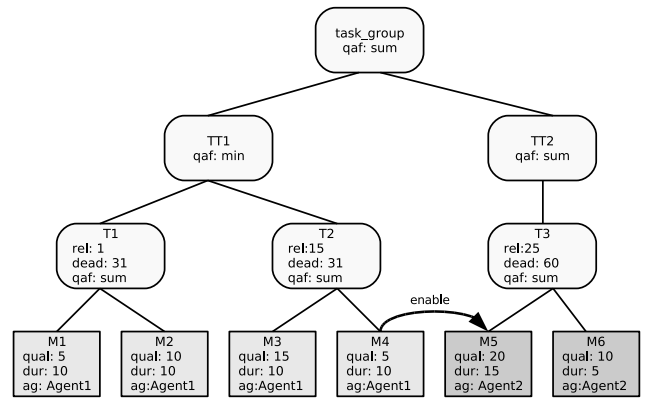 task_group
qaf: sum
TT1
qaf: min
TT2
qaf: sum
T1
rel: 1
dead: 31
qaf: sum
T2
rel:15
dead: 31
qaf: sum
T3
rel:25
dead: 60
qaf: sum
enable
M1
qual: 5
dur: 10
ag: Agent1
M2
qual: 10
dur: 10
ag:Agent1
M3
qual: 15
dur: 10
ag:Agent1
M4
qual: 5
dur: 10
ag:Agent1
M5
qual: 20
dur: 15
ag: Agent2
M6
qual: 10
dur: 5
ag:Agent2